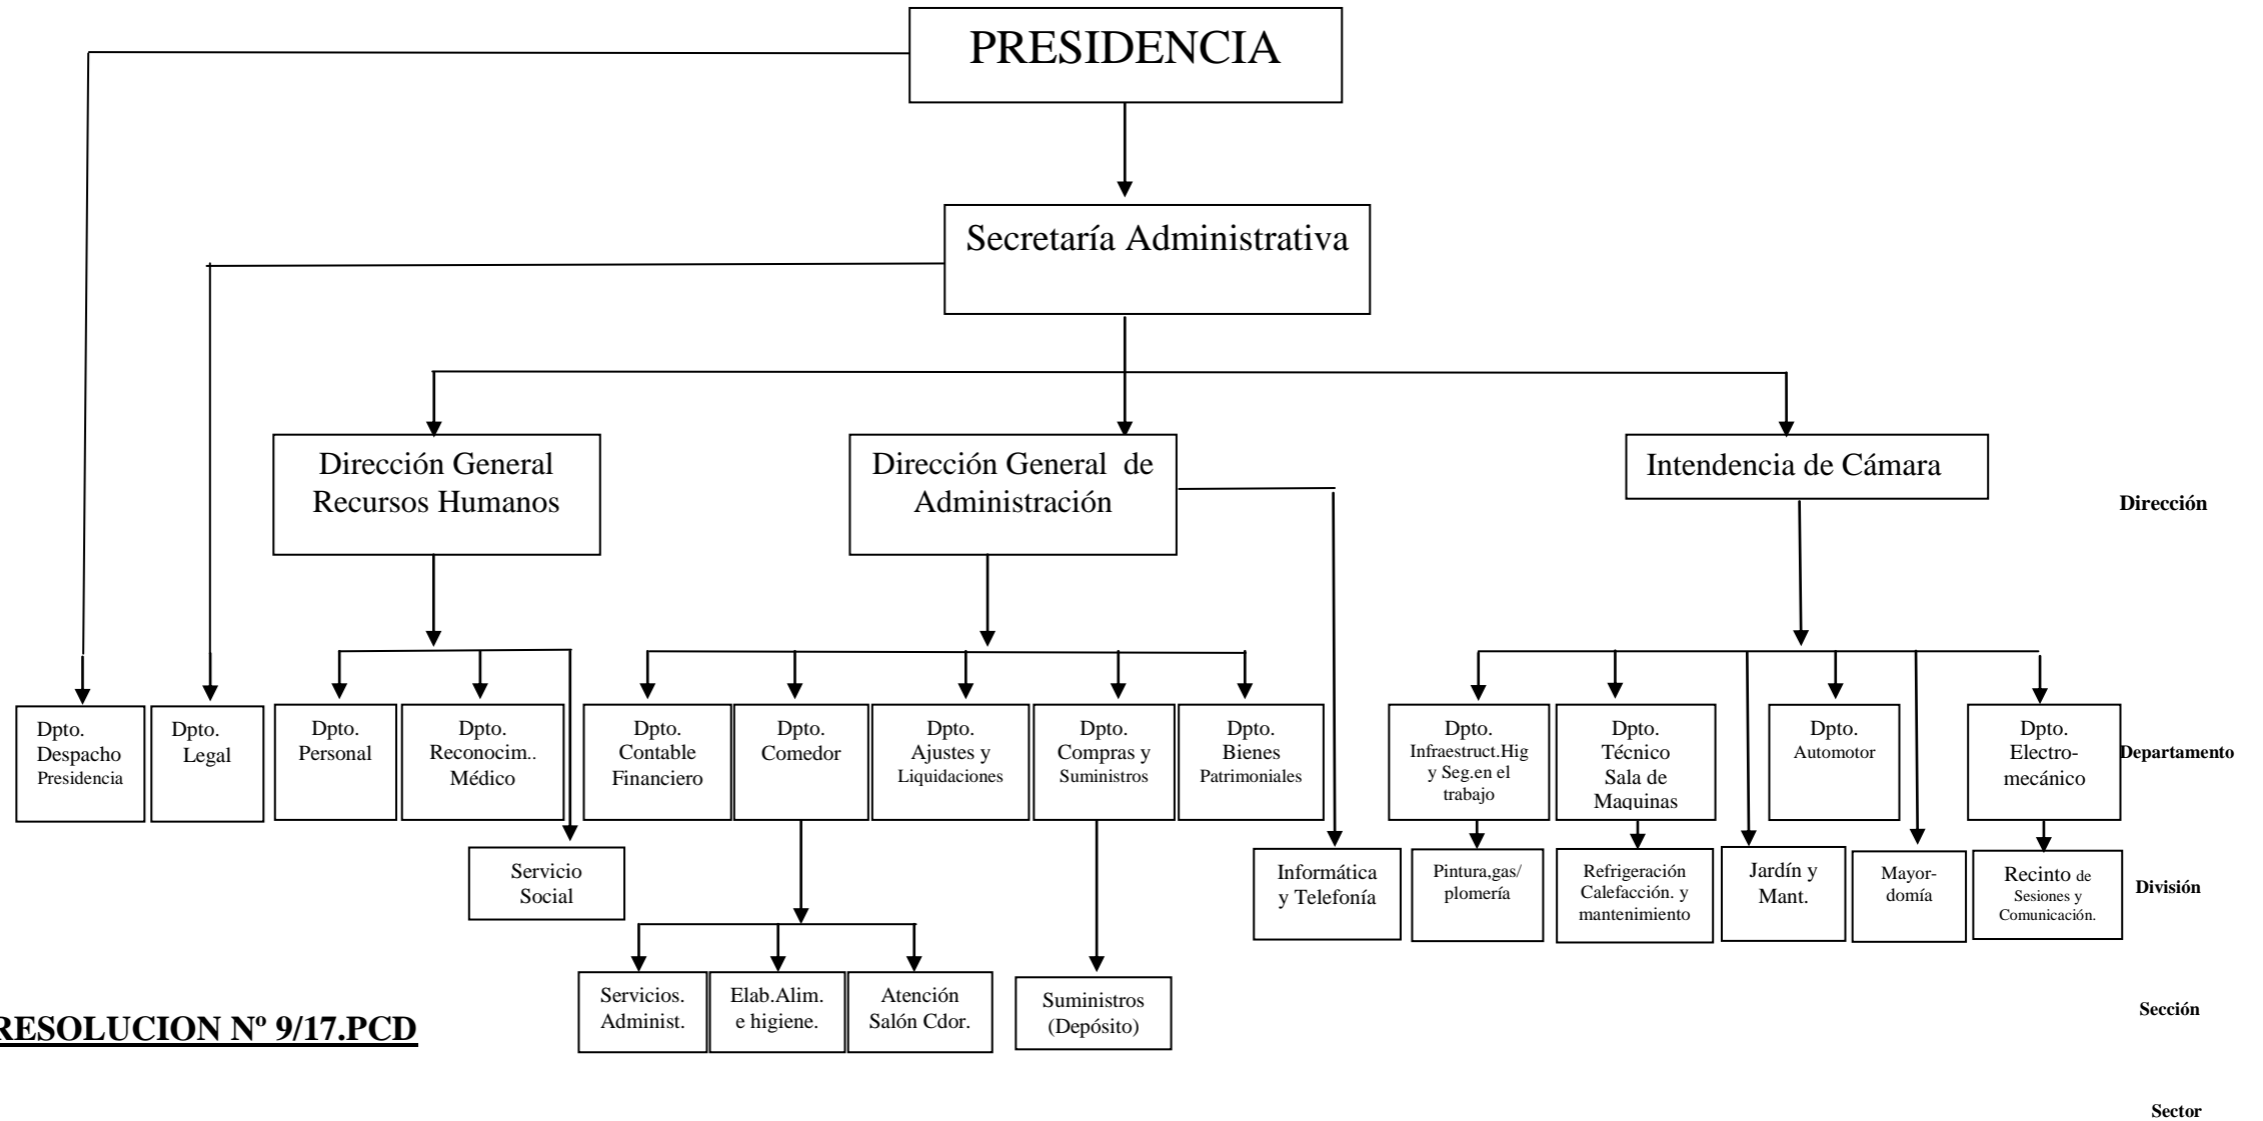 PRESIDENCIA
Secretaría Administrativa
Dirección General
Recursos Humanos
Dirección General de
Administración
Intendencia de Cámara
Dirección
Dpto.
Despacho
Presidencia
Dpto.
Legal
Dpto.
Personal
Dpto.
Reconocim..
Médico
Dpto.
Contable
Financiero
Dpto.
Comedor
Dpto.
Ajustes y
Liquidaciones
Dpto.
Compras y
Suministros
Dpto.
Bienes
Patrimoniales
Dpto.
Infraestruct.Hig
y Seg.en el
trabajo
Dpto.
Técnico
Sala de
Maquinas
Dpto.
Automotor
Dpto.
Electro-
mecánico
Departamento
Servicio
Social
Informática
y Telefonía
Pintura,gas/
plomería
Refrigeración
Calefacción. y
mantenimiento
Jardín y
Mant.
Mayor-
domía
Recinto de
Sesiones y
Comunicación.
División
Servicios.
Administ.
Elab.Alim.
e higiene.
Atención
Salón Cdor.
Suministros
(Depósito)
Sección
RESOLUCION Nº 9/17.PCD
Sector